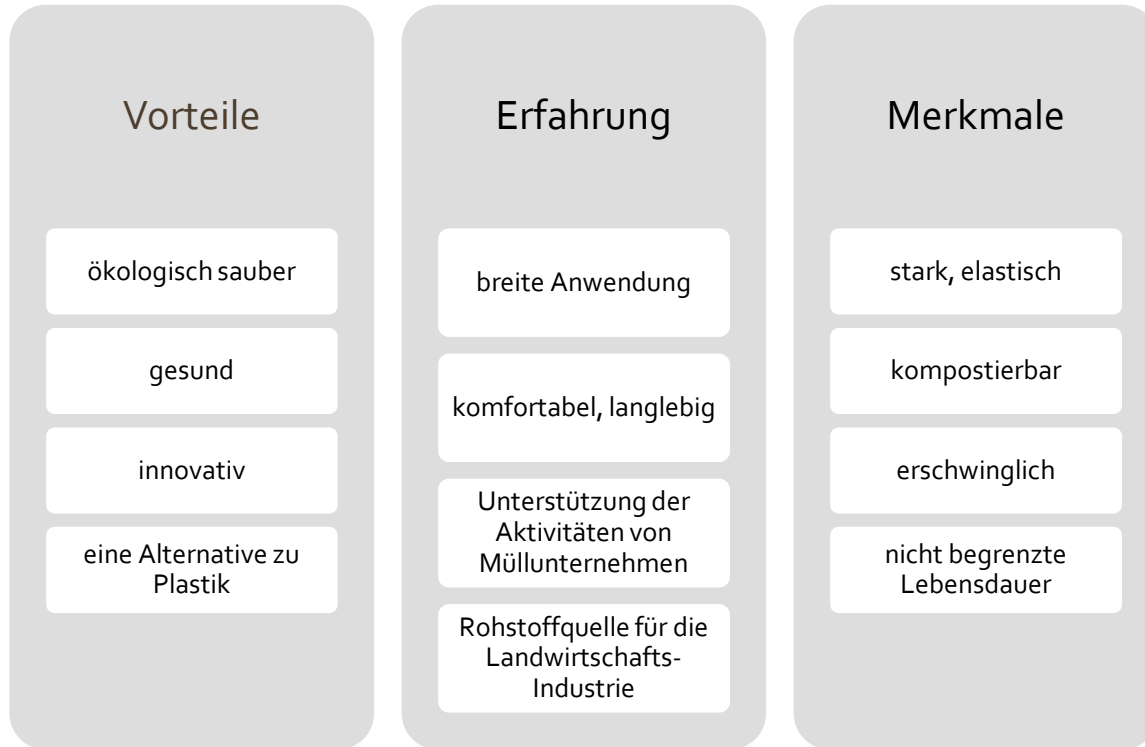 Vorteile
ökologisch sauber
gesund
innovativ
eine Alternative zu
Plastik
Erfahrung
breite Anwendung
komfortabel, langlebig
Unterstützung der
Aktivitäten von
Müllunternehmen
Rohstoffquelle für die
Landwirtschafts-
Industrie
Merkmale
stark, elastisch
kompostierbar
erschwinglich
nicht begrenzte
Lebensdauer